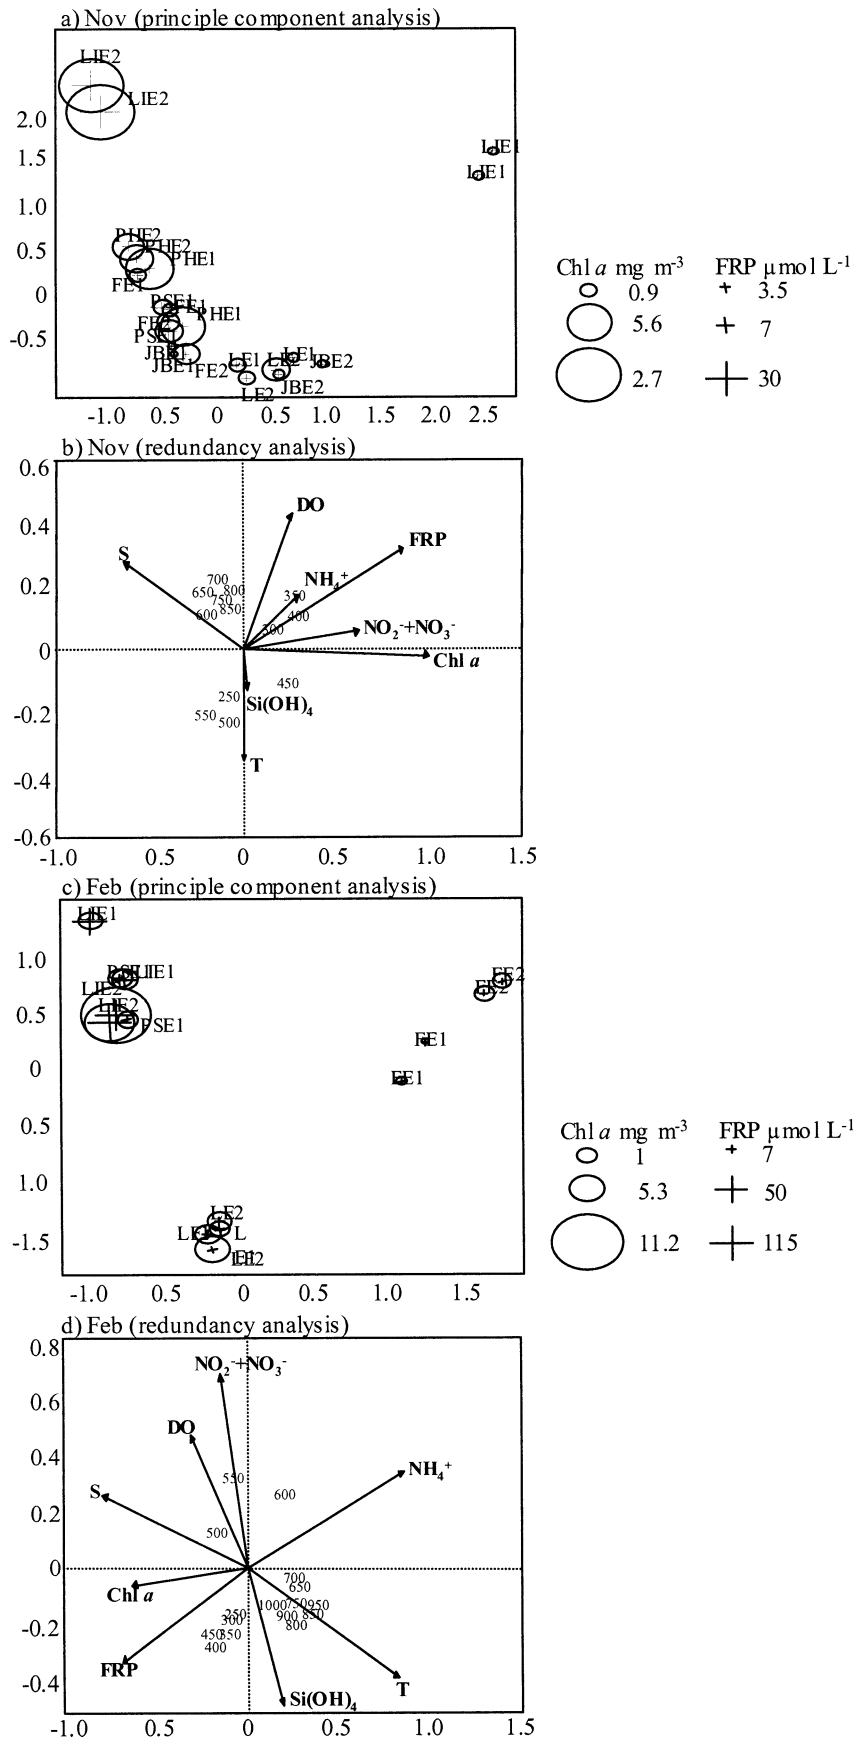 a) Nov (principle component analysis)
LIE2
LIE2
2.0
1.5
1.0
0.5
0
-0.5
LIE1
LIE1
PHE2
PHE2
PHE1
FE1
PSE1
FE1
PHE1
FE2
PSE1
JBE1
JBE1
FE2
LE1
LE2
LE1
JBE2
LE2
JBE2
-1.0 0.5 0 0.5 1.5 1.0 2.0 2.5
Chl a mg m-3 FRP µmol L-1
0.9 3.5
5.6 7
2.7 30
b) Nov (redundancy analysis)
0.6
0.4
0.2
0
-0.2
-0.4
-0.6
DO
FRP
S
NH4+
700
650 800
750
850
600
350
400
300
NO2-+NO3-
Chl a
450
250
Si(OH)4
550 500
T
-1.0 0.5 0 0.5 1.0 1.5
c) Feb (principle component analysis)
LIE1
1.0
0.5
0
0.5
1.0
-1.5
LIE1
LIE2
LIE2
PSE1
FE2
FE2
FE1
FE1
LE2
L
LE2
-1.0 0.5 0 0.5 1.0 1.5
Chl a mg m-3 FRP µmol L-1
1 7
5.3 50
11.2 115
d) Feb (redundancy analysis)
0.8
0.6
0.4
0.2
0
-0.2
-0.4
NO2-+NO3-
DO
NH4+
S
550
600
500
Chl a
700
650
1000 750 950
250 900 850
300 800
450 350
400
FRP
T
Si(OH)4
-1.0 0.5 0 0.5 1.0 1.5